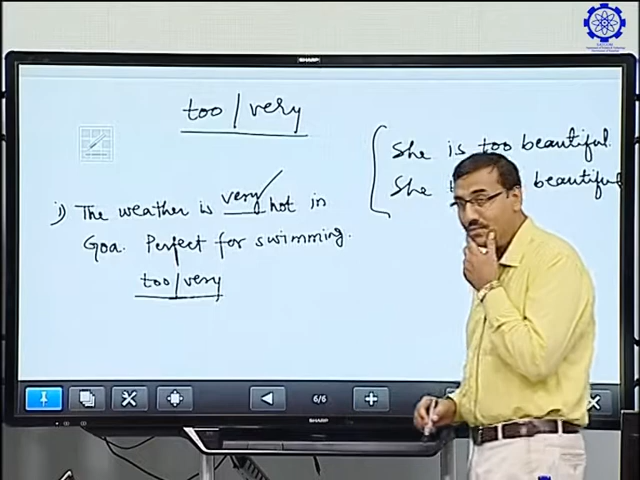 SHARP
too/very
She is too beautiful.
She beautiful
i) The weather is very hot in
Goa. Perfect for swimming.
too/very
6/6
SHARP